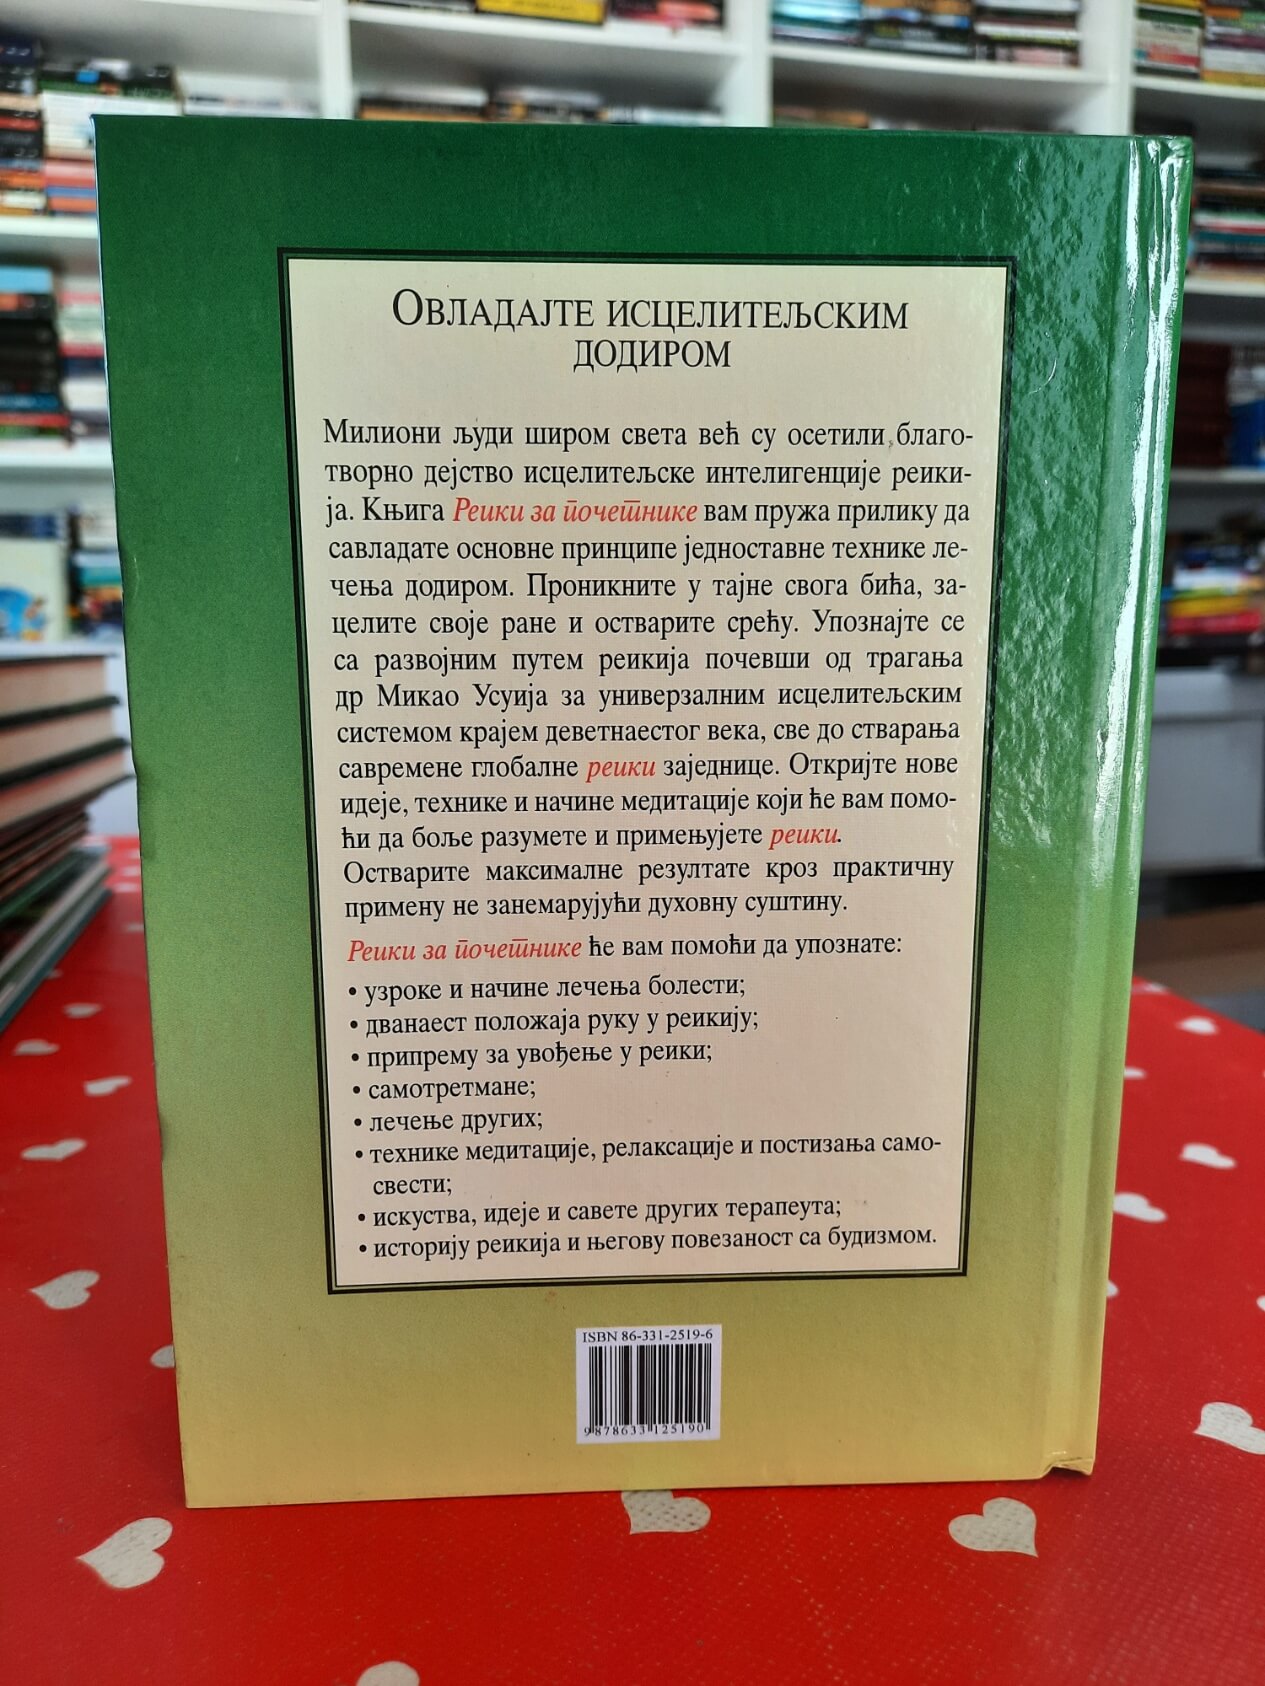 ОВЛАДАЈТЕ ИСЦЕЛИТЕЉСКИМ
ДОДИРОМ
Милиони људи широм света већ су осетили благо-
творно дејство исцелитељске интелигенције реики-
ја. Књига Реики за почетнике вам пружа прилику да
савладате основне принципе једноставне технике ле-
чења додиром. Проникните у тајне свога бића, за-
целите своје ране и остварите срећу. Упознајте се
са развојним путем реикија почевши од трагања
др Микао Усуија за универзалним исцелитељским
системом крајем деветнаестог века, све до стварања
савремене глобалне реики заједнице. Откријте нове
идеје, технике и начине медитације који ће вам помо-
ћи да боље разумете и примењујете реики.
Остварите максималне резултате кроз практичну
примену не занемарујући духовну суштину.
Реики за почетнике ће вам помоћи да упознате:
• узроке и начине лечења болести;
• дванаест положаја руку у реикију;
• припрему за увођење у реики;
• самотретмане;
• лечење других;
• технике медитације, релаксације и постизања само-
свести;
• искуства, идеје и савете других терапеута;
• историју реикија и његову повезаност са будизмом.
ISBN 86-331-2519-6
9 788633 125190